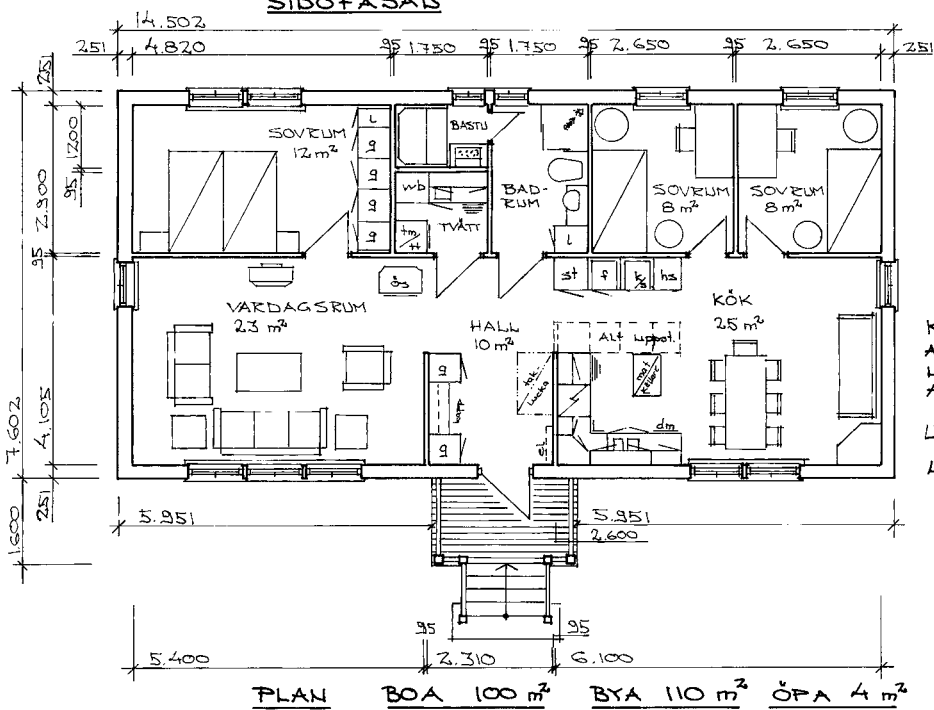 SIDOFASAD
14.502
251 4.820 95 1.750 95 1.750 95 2.650 95 2.650 251
251
1200
95
2.900
95
4.105
251
7.602
1.600
SOVRUM
12 m²
l
g
g
g
g
BASTU
wb
tm
tt
TVÄTT
BAD-
RUM
l
SOVRUM
8 m²
SOVRUM
8 m²
VARDAGSRUM
23 m²
HALL
10 m²
st f k/s hs
KÖK
25 m²
Alt uppst.
g
kapp
g
tak
lucka
mat
källare
dm
K
A
L
L
5.951
5.951
2.600
95 95
5.400 2.310 6.100
PLAN BOA 100 m² BYA 110 m² ÖPA 4 m²